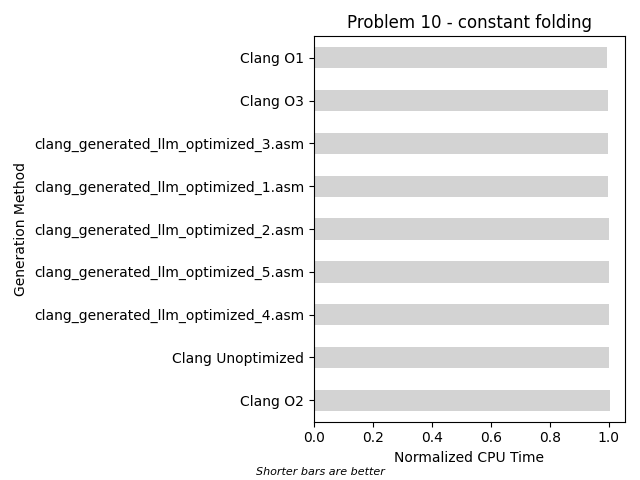 Problem 10 - constant folding
Clang O1
Clang O3
clang_generated_llm_optimized_3.asm
clang_generated_llm_optimized_1.asm
clang_generated_llm_optimized_2.asm
clang_generated_llm_optimized_5.asm
clang_generated_llm_optimized_4.asm
Clang Unoptimized
Clang O2
Generation Method
0.0 0.2 0.4 0.6 0.8 1.0
Normalized CPU Time
Shorter bars are better